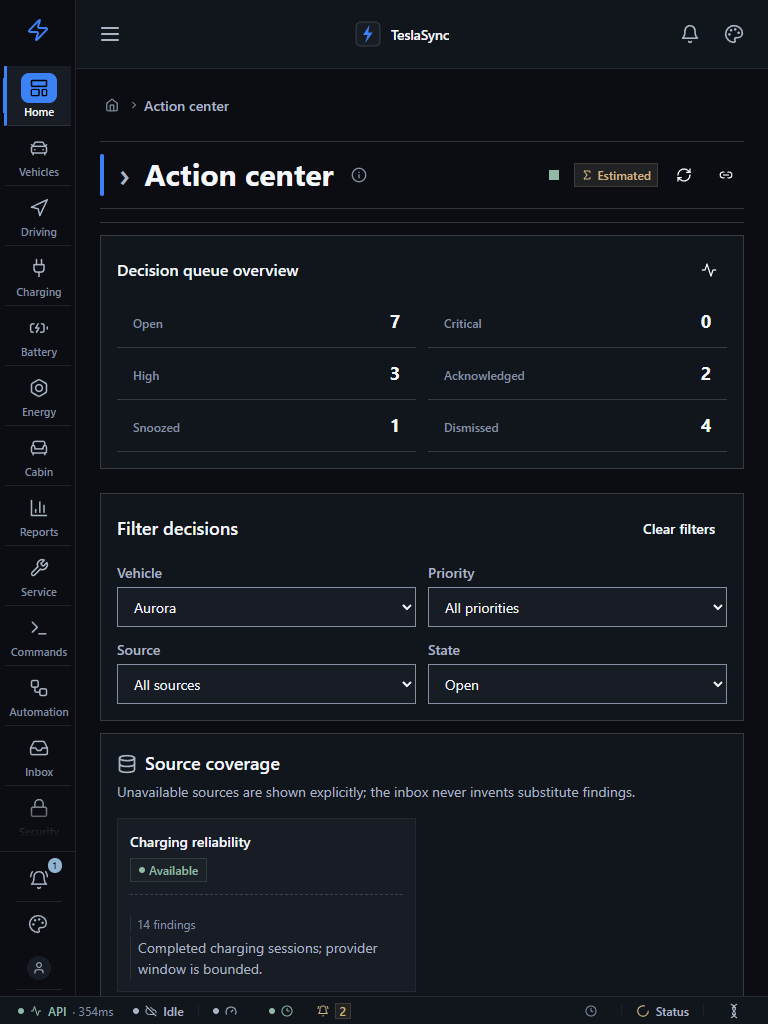 TeslaSync
Home
Vehicles
Driving
Charging
Battery
Energy
Cabin
Reports
Service
Commands
Automation
Inbox
Security
1
Action center
Action center
Σ Estimated
Decision queue overview
Open 7
Critical 0
High 3
Acknowledged 2
Snoozed 1
Dismissed 4
Filter decisions
Clear filters
Vehicle
Priority
Aurora
All priorities
Source
State
All sources
Open
Source coverage
Unavailable sources are shown explicitly; the inbox never invents substitute findings.
Charging reliability
Available
14 findings
Completed charging sessions; provider
window is bounded.
API · 354ms
Idle
2
Status